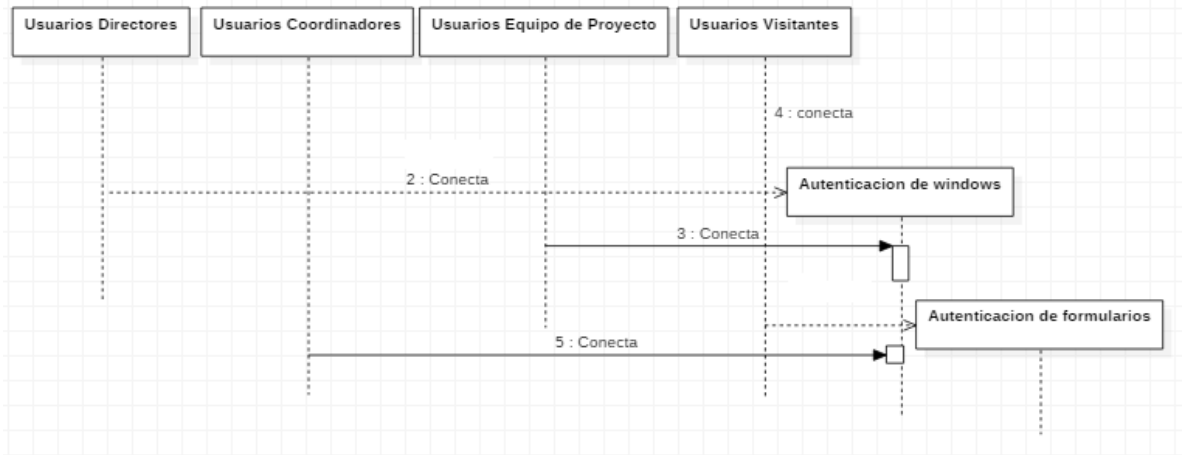 Usuarios Directores
Usuarios Coordinadores
Usuarios Equipo de Proyecto
Usuarios Visitantes
4 : conecta
2 : Conecta
Autenticacion de windows
3 : Conecta
Autenticacion de formularios
5 : Conecta